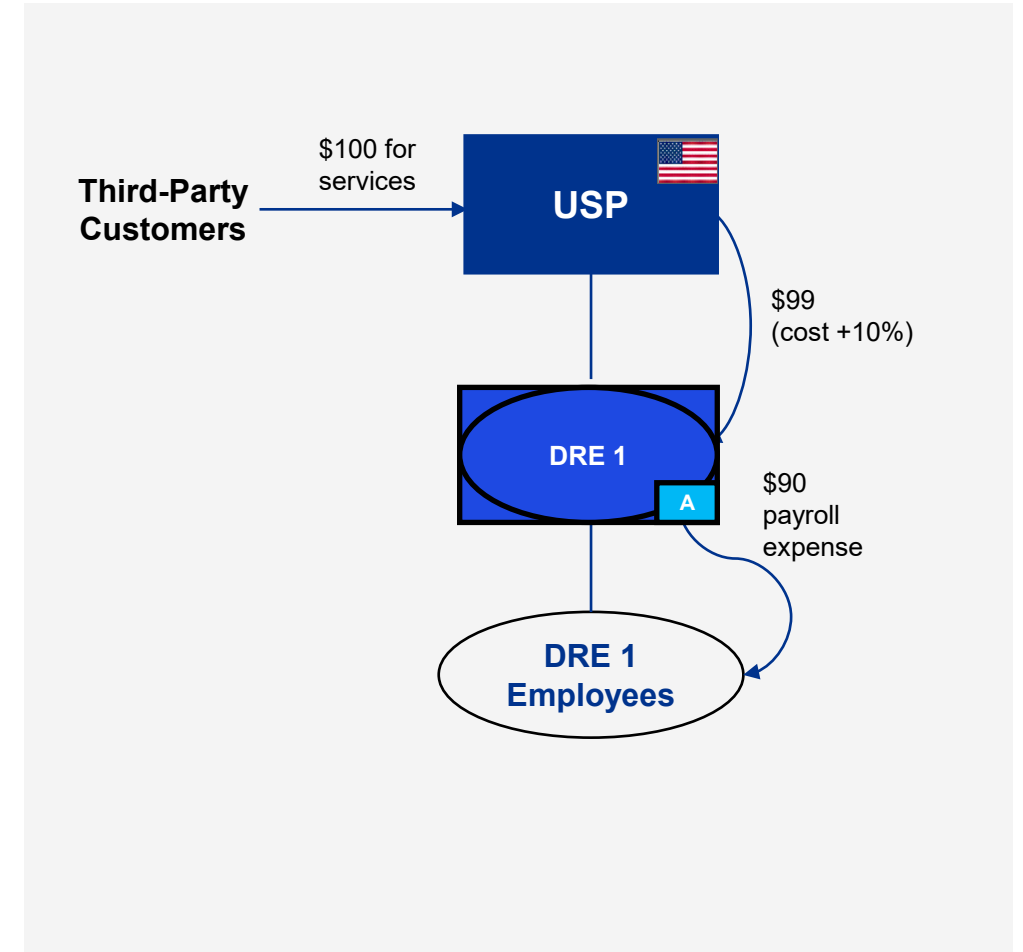 $100 for
services
Third-Party
Customers
USP
$99
(cost +10%)
DRE 1
A
$90
payroll
expense
DRE 1
Employees